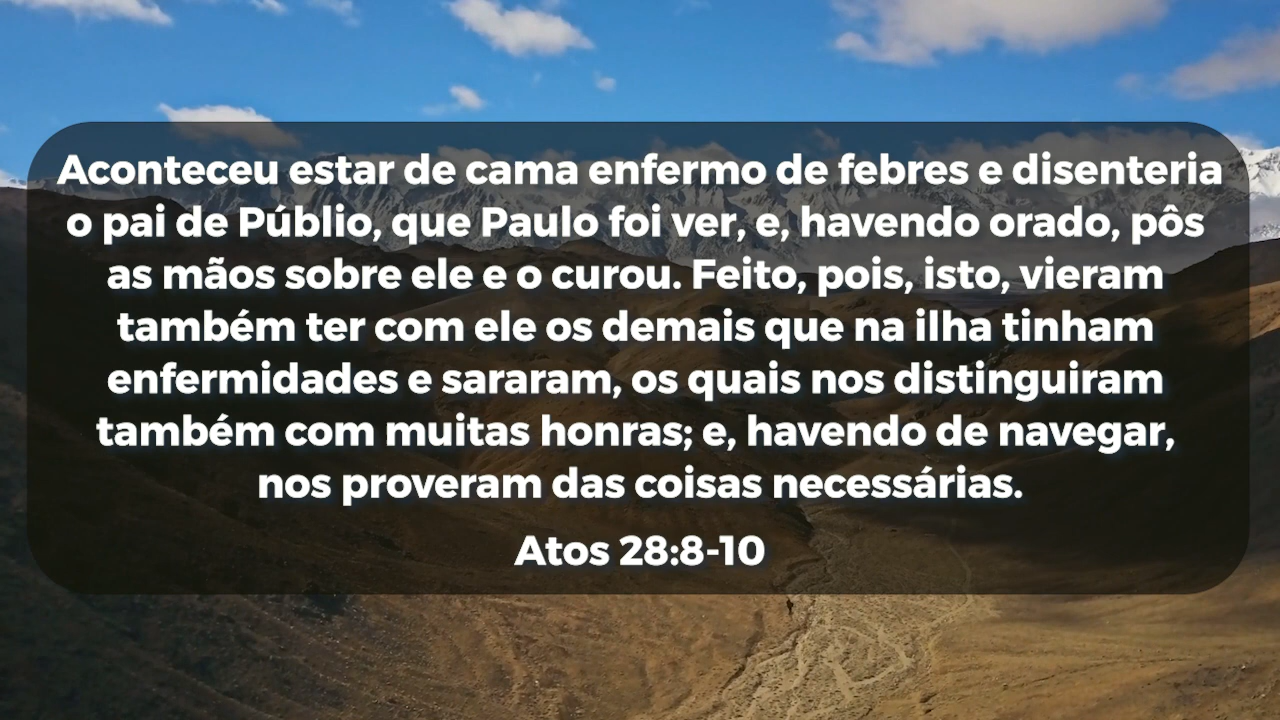 Aconteceu estar de cama enfermo de febres e disenteria
o pai de Públio, que Paulo foi ver, e, havendo orado, pôs
as mãos sobre ele e o curou. Feito, pois, isto, vieram
também ter com ele os demais que na ilha tinham
enfermidades e sararam, os quais nos distinguiram
também com muitas honras; e, havendo de navegar,
nos proveram das coisas necessárias.
Atos 28:8-10